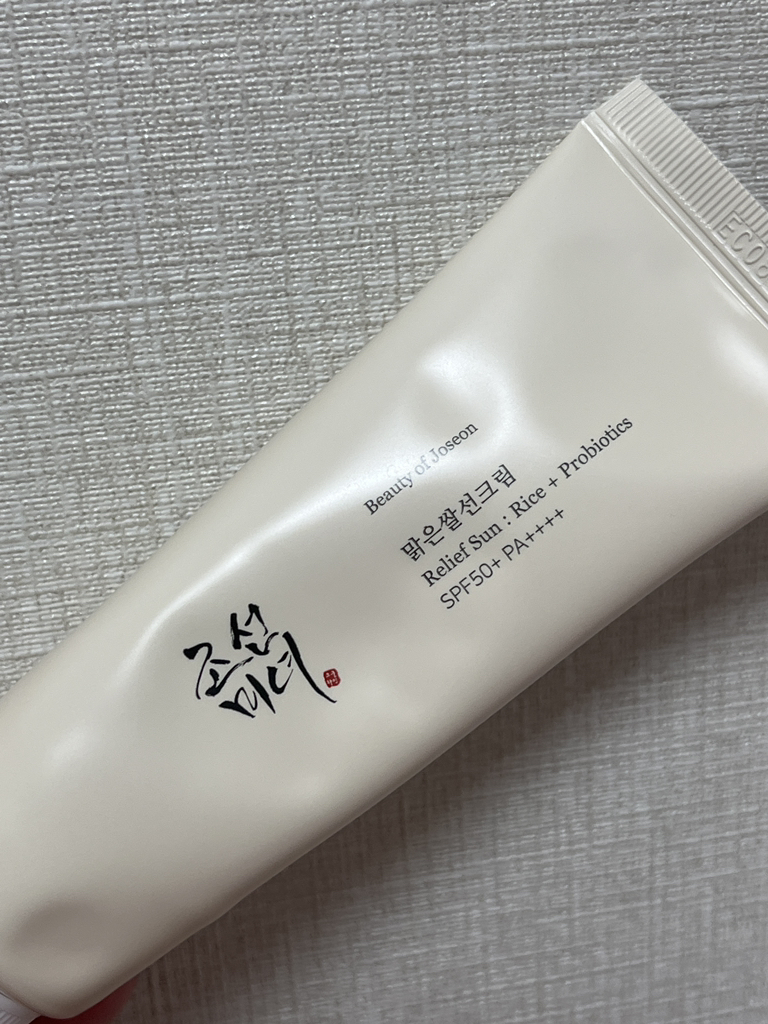 Beauty of Joseon
맑은쌀선크림
Relief Sun : Rice + Probiotics
SPF50+ PA++++
조선
미녀